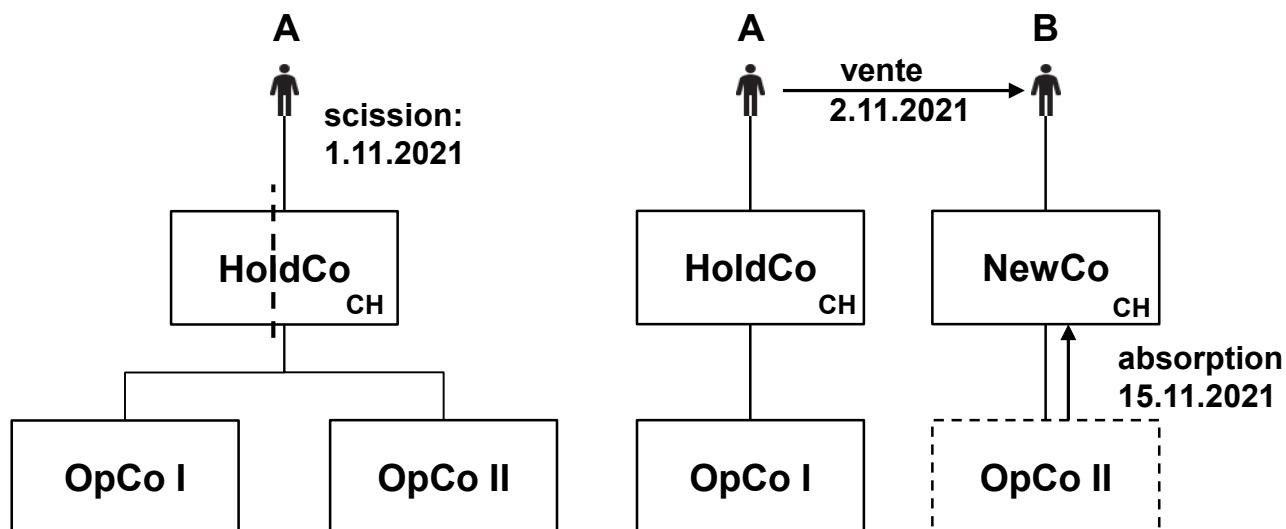 A
scission:
1.11.2021
HoldCo
CH
OpCo I
OpCo II
A
B
vente
2.11.2021
HoldCo
CH
NewCo
CH
absorption
15.11.2021
OpCo I
OpCo II